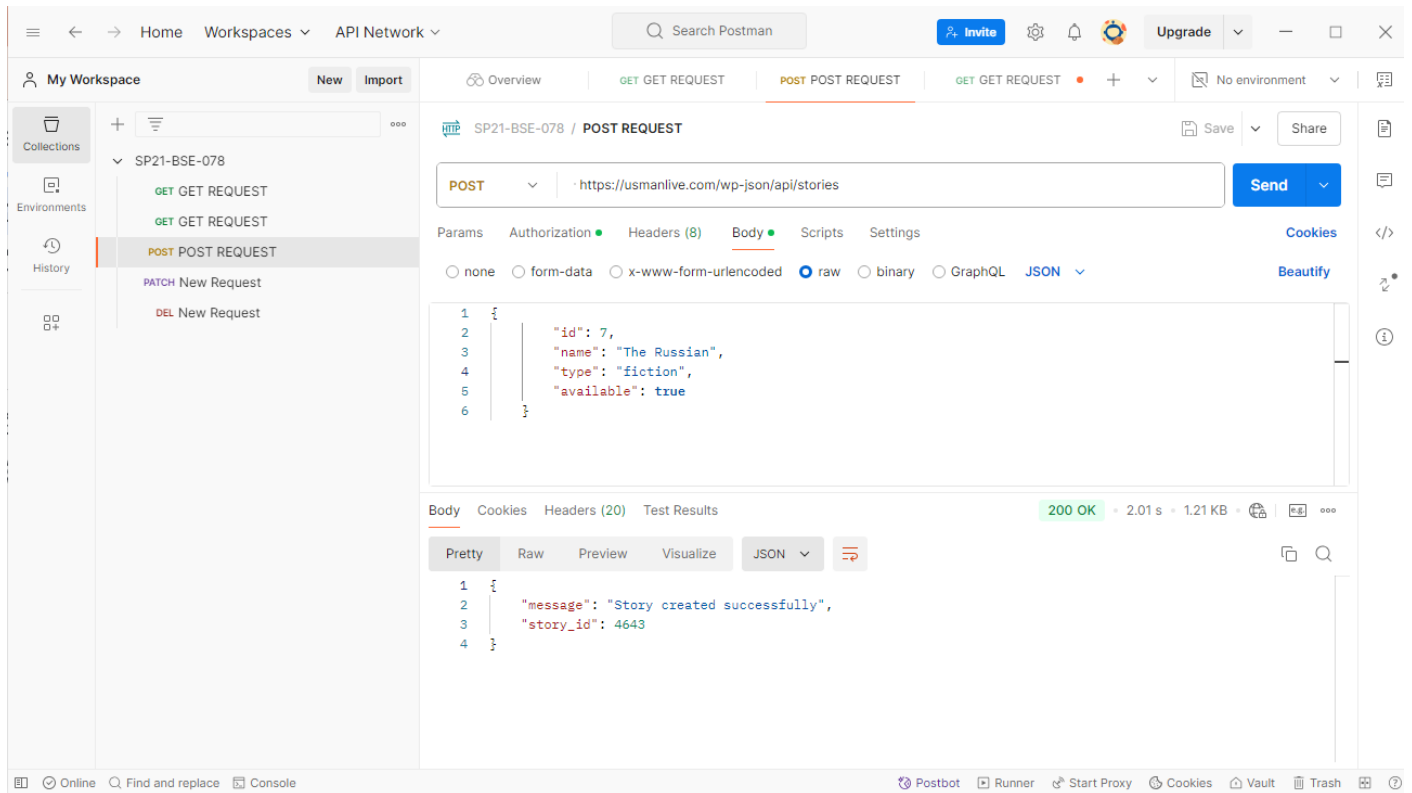 Home Workspaces API Network Search Postman Invite Upgrade
My Workspace New Import Overview GET GET REQUEST POST POST REQUEST GET GET REQUEST No environment
Collections
Environments
History
SP21-BSE-078
GET GET REQUEST
GET GET REQUEST
POST POST REQUEST
PATCH New Request
DEL New Request
HTTP SP21-BSE-078 / POST REQUEST Save Share
POST https://usmanlive.com/wp-json/api/stories Send
Params Authorization Headers (8) Body Scripts Settings Cookies
none form-data x-www-form-urlencoded raw binary GraphQL JSON Beautify
1 {
2 "id": 7,
3 "name": "The Russian",
4 "type": "fiction",
5 "available": true
6 }
Body Cookies Headers (20) Test Results 200 OK 2.01 s 1.21 KB e.g.
Pretty Raw Preview Visualize JSON
1 {
2 "message": "Story created successfully",
3 "story_id": 4643
4 }
Online Find and replace Console Postbot Runner Start Proxy Cookies Vault Trash